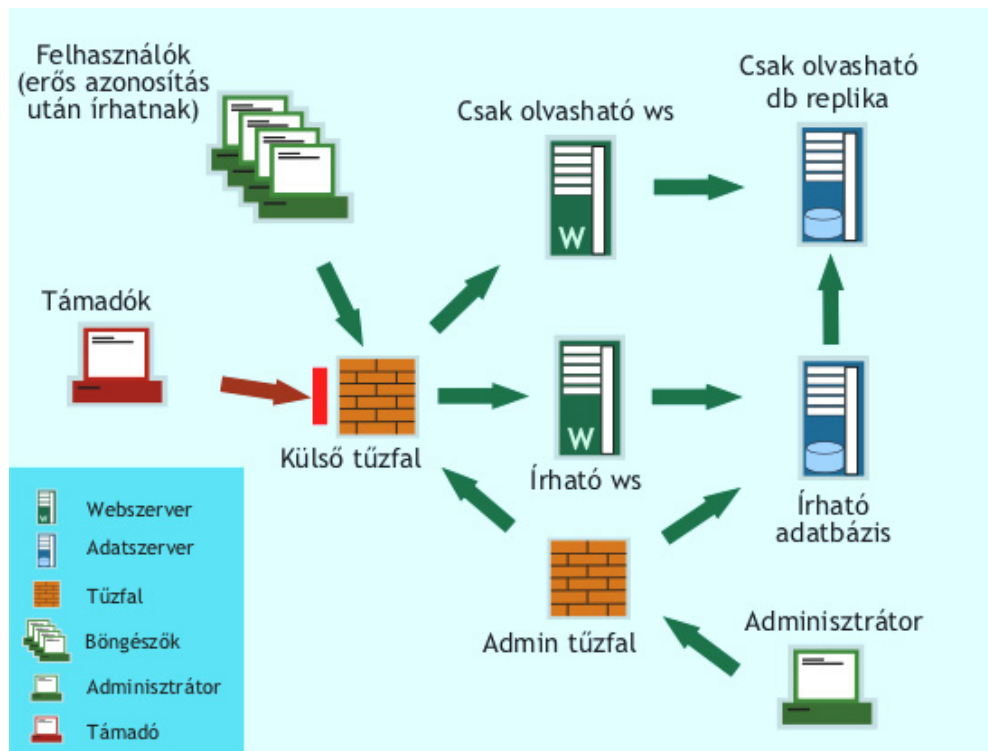 Felhasználók
(erős azonosítás
után írhatnak)
Csak olvasható ws
Csak olvasható
db replika
W
Támadók
Külső tűzfal
W
Írható ws
Írható
adatbázis
Admin tűzfal
Adminisztrátor
W
Webszerver
Adatszerver
Tűzfal
Böngészők
Adminisztrátor
Támadó